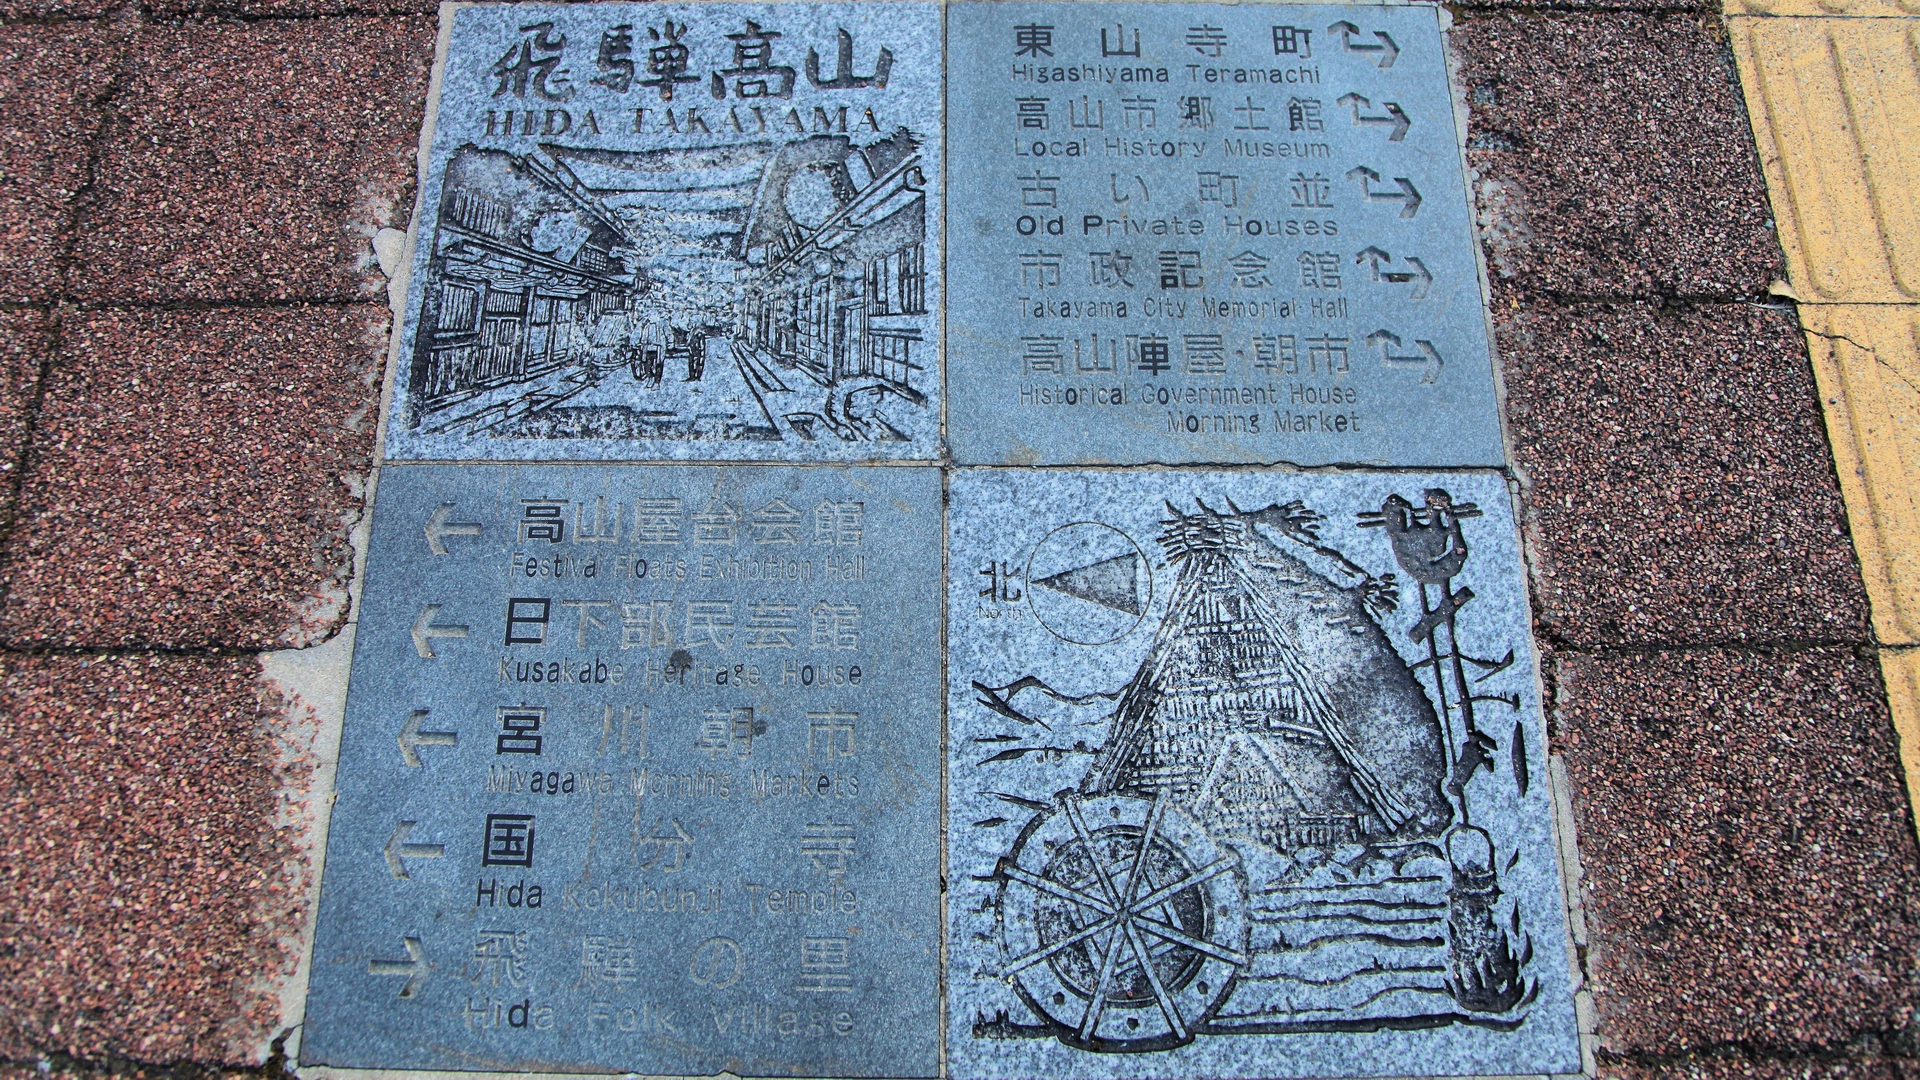 飛騨高山
HIDA TAKAYAMA
東山寺町
Higashiyama Teramachi
高山市郷土館
Local History Museum
古い町並
Old Private Houses
市政記念館
Takayama City Memorial Hall
高山陣屋・朝市
Historical Government House
Morning Market
高山屋台会館
Festival Floats Exhibition Hall
日下部民芸館
Kusakabe Heritage House
宮川朝市
Miyagawa Morning Markets
国分寺
Hida Kokubunji Temple
飛騨の里
Hida Folk Village
北
North